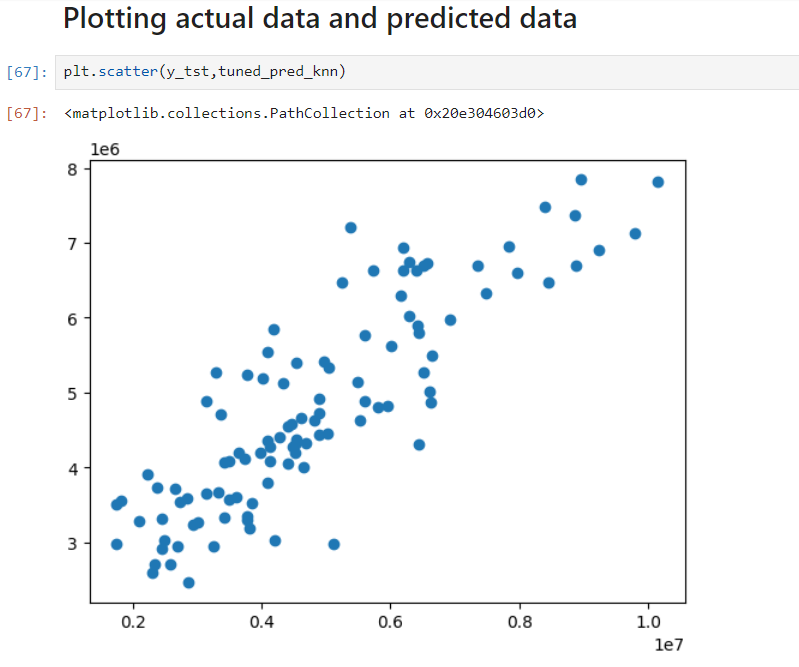 Plotting actual data and predicted data
[67]: plt.scatter(y_tst,tuned_pred_knn)
[67]: <matplotlib.collections.PathCollection at 0x20e304603d0>
1e6
8
7
6
5
4
3
0.2 0.4 0.6 0.8 1.0
1e7